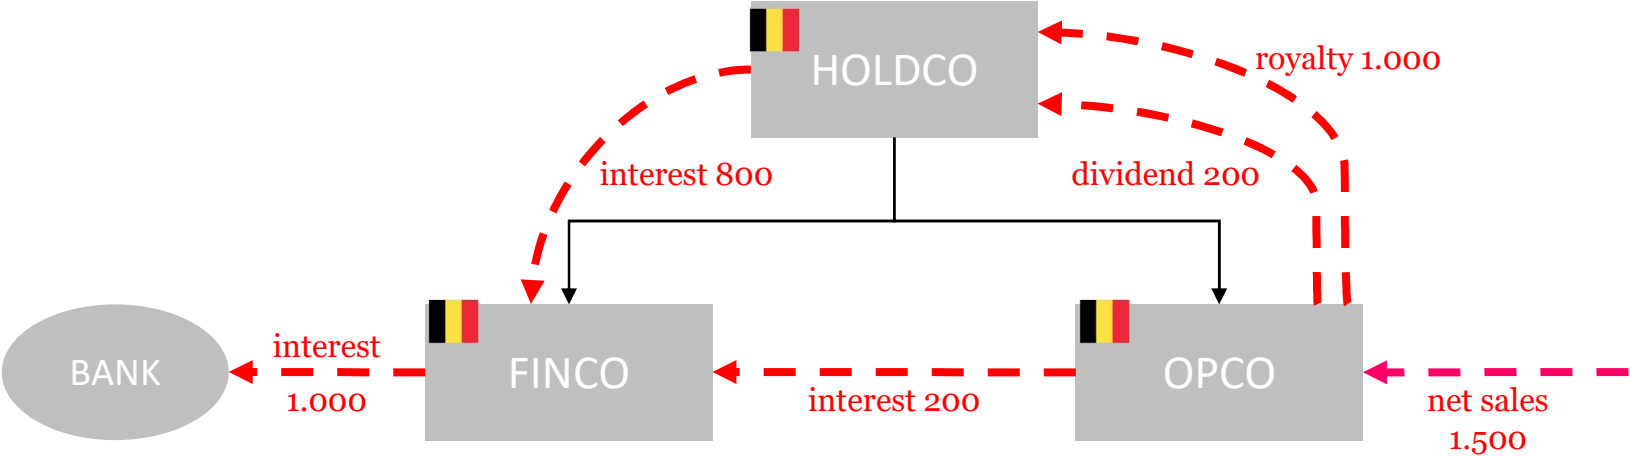 HOLDCO
royalty 1.000
interest 800
dividend 200
BANK
interest
1.000
FINCO
interest 200
OPCO
net sales
1.500